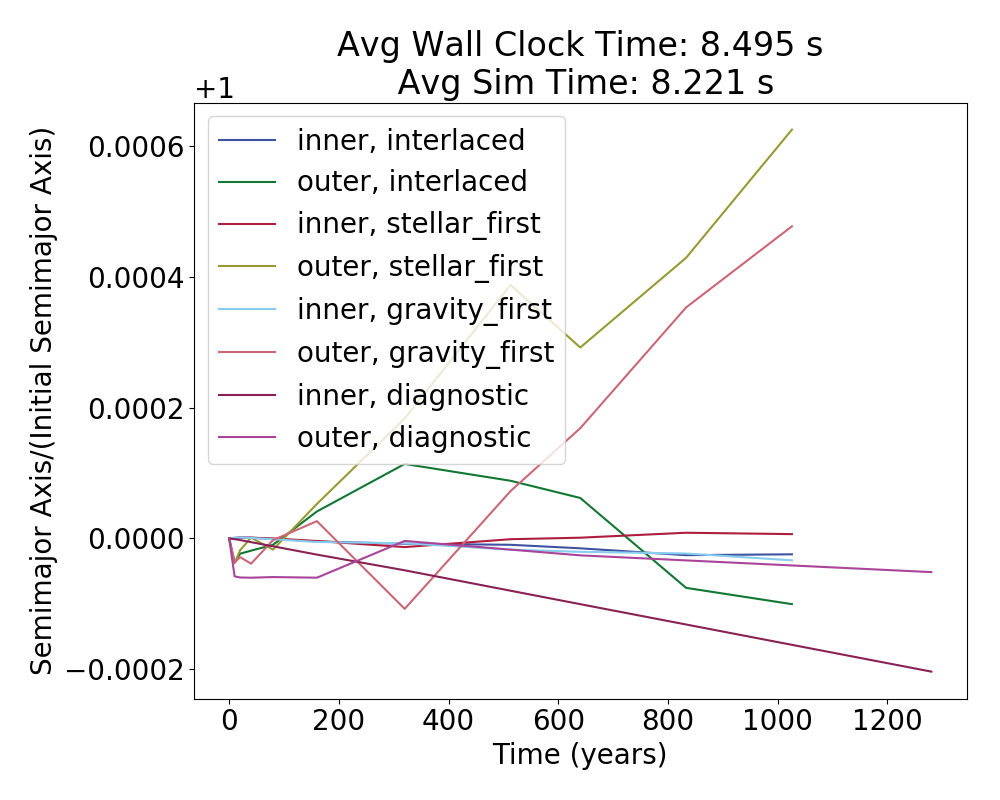 Avg Wall Clock Time: 8.495 s
Avg Sim Time: 8.221 s
+1
Semimajor Axis/(Initial Semimajor Axis)
0.0006
0.0004
0.0002
0.0000
−0.0002
inner, interlaced
outer, interlaced
inner, stellar_first
outer, stellar_first
inner, gravity_first
outer, gravity_first
inner, diagnostic
outer, diagnostic
0 200 400 600 800 1000 1200
Time (years)